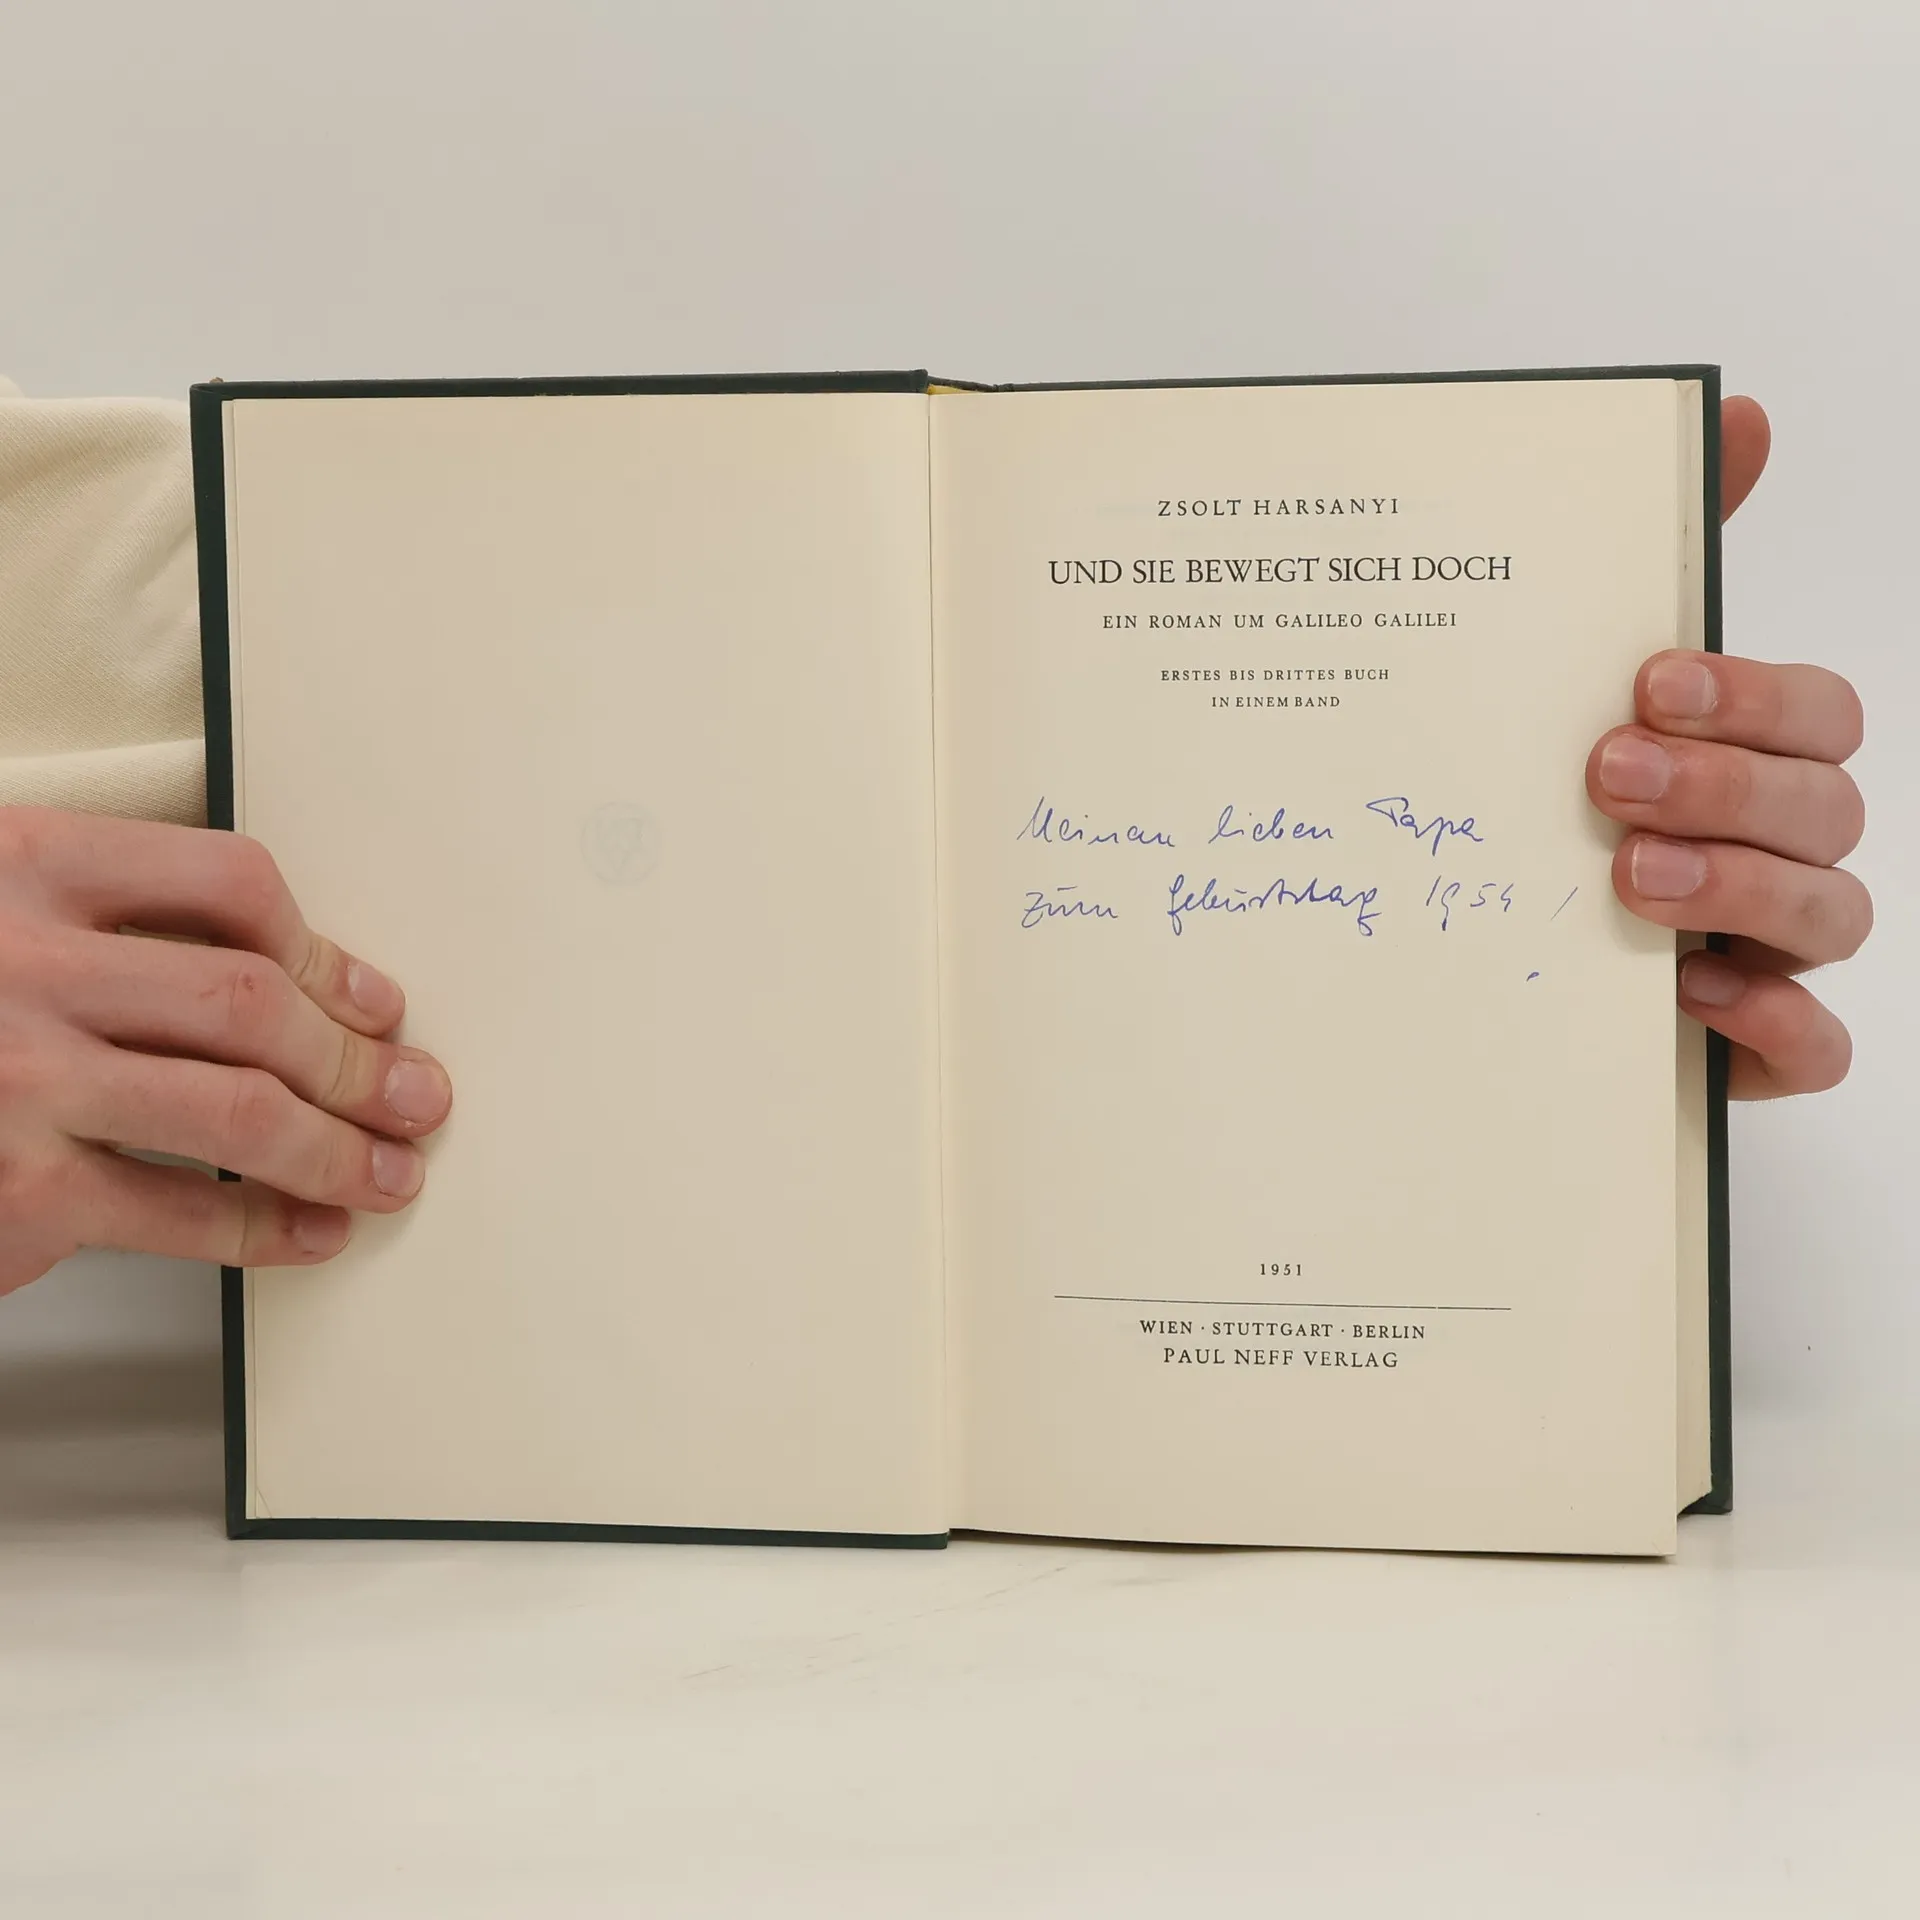 ZSOLT HARSANYI
UND SIE BEWEGT SICH DOCH
EIN ROMAN UM GALILEO GALILEI
ERSTES BIS DRITTES BUCH
IN EINEM BAND
Meinem lieben Papa
zum Geburtstag 1954 !
1951
WIEN · STUTTGART · BERLIN
PAUL NEFF VERLAG